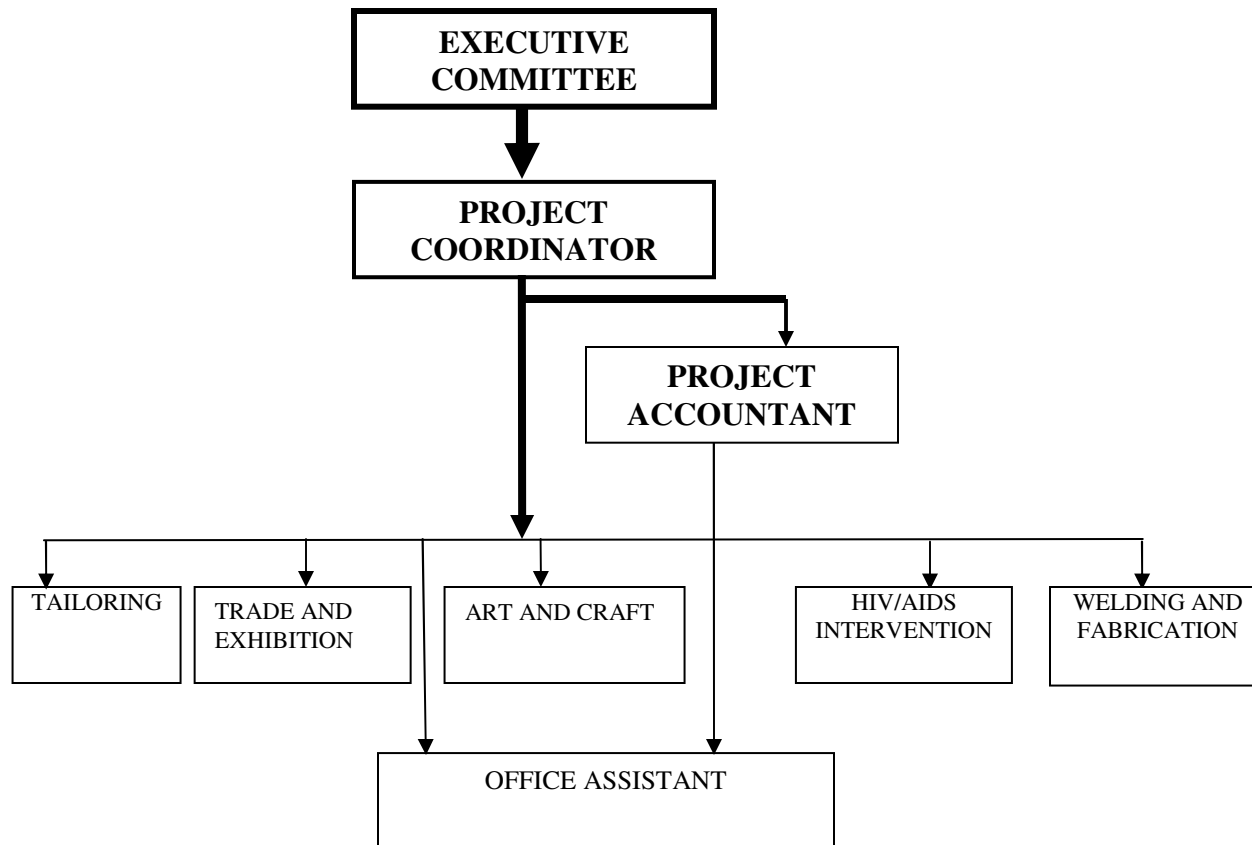 EXECUTIVE
COMMITTEE
PROJECT
COORDINATOR
PROJECT
ACCOUNTANT
TAILORING
TRADE AND
EXHIBITION
ART AND CRAFT
HIV/AIDS
INTERVENTION
WELDING AND
FABRICATION
OFFICE ASSISTANT